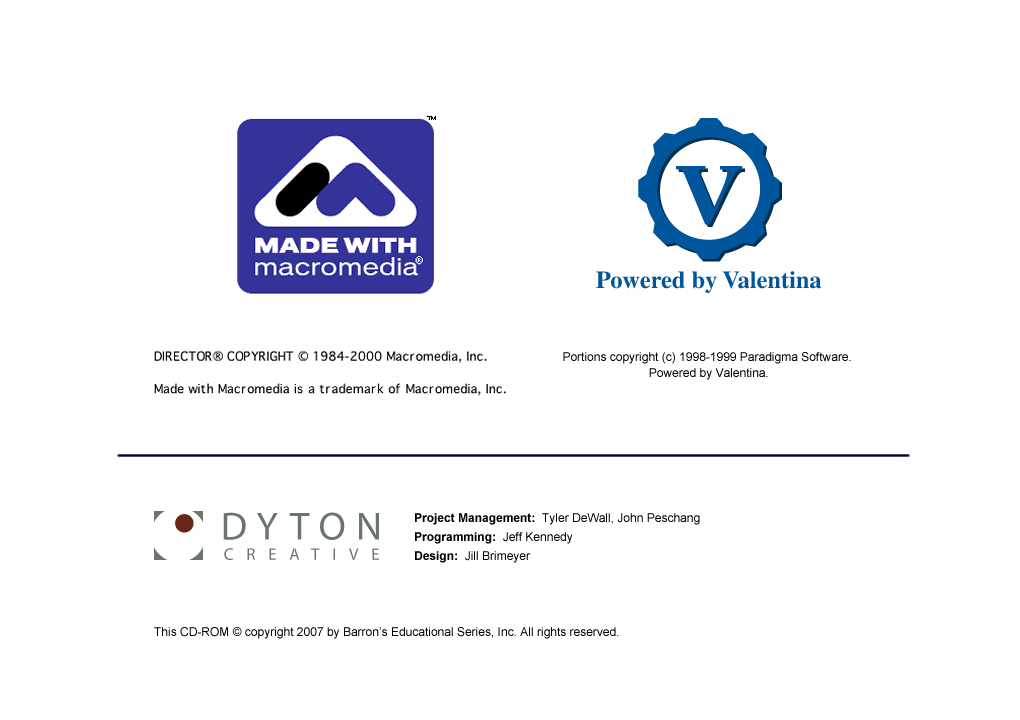 ™
MADE WITH
macromedia®
V
Powered by Valentina
DIRECTOR® COPYRIGHT © 1984-2000 Macromedia, Inc.
Made with Macromedia is a trademark of Macromedia, Inc.
Portions copyright (c) 1998-1999 Paradigma Software.
Powered by Valentina.
DYTON
CREATIVE
Project Management: Tyler DeWall, John Peschang
Programming: Jeff Kennedy
Design: Jill Brimeyer
This CD-ROM © copyright 2007 by Barron’s Educational Series, Inc. All rights reserved.